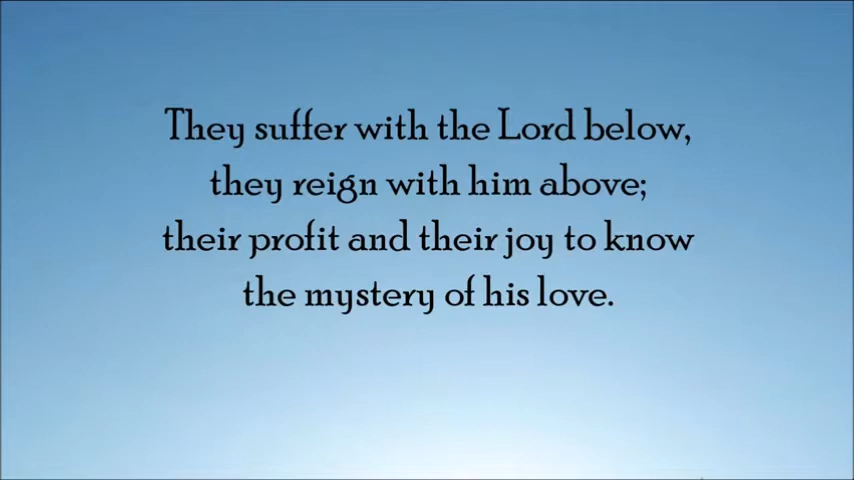 They suffer with the Lord below,
they reign with him above;
their profit and their joy to know
the mystery of his love.